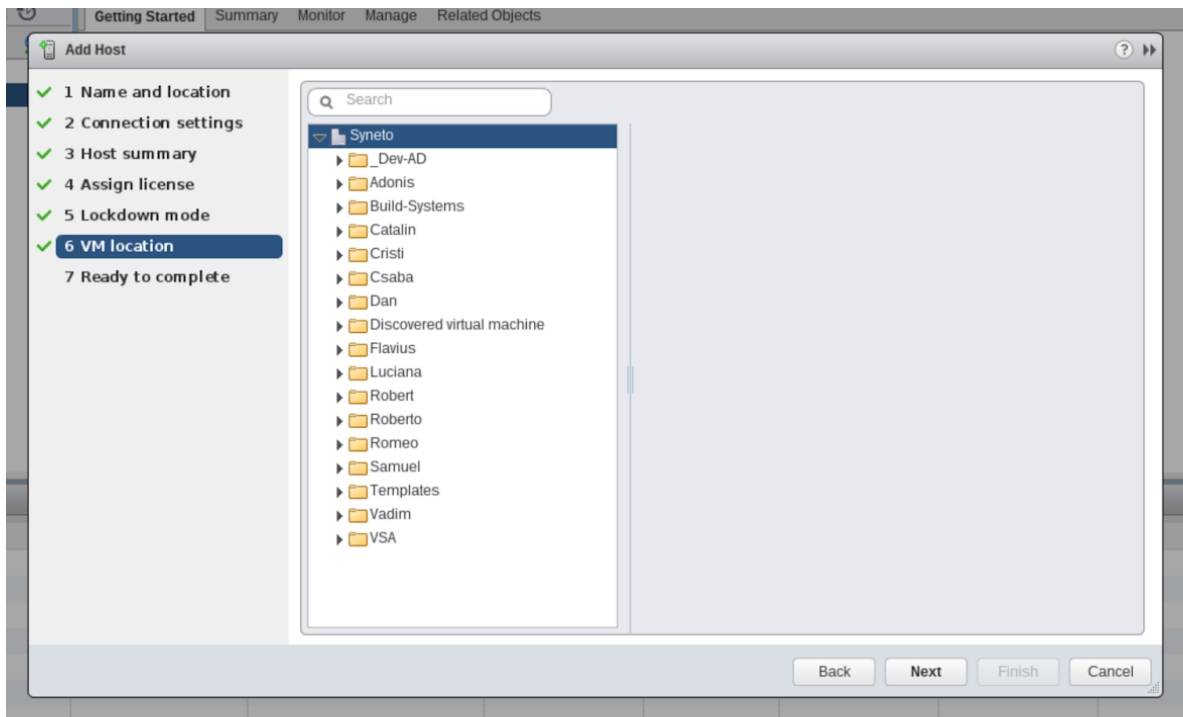 Getting Started Summary Monitor Manage Related Objects
Add Host
?
1 Name and location
2 Connection settings
3 Host summary
4 Assign license
5 Lockdown mode
6 VM location
7 Ready to complete
Search
Syneto
_Dev-AD
Adonis
Build-Systems
Catalin
Cristi
Csaba
Dan
Discovered virtual machine
Flavius
Luciana
Robert
Roberto
Romeo
Samuel
Templates
Vadim
VSA
Back Next Finish Cancel